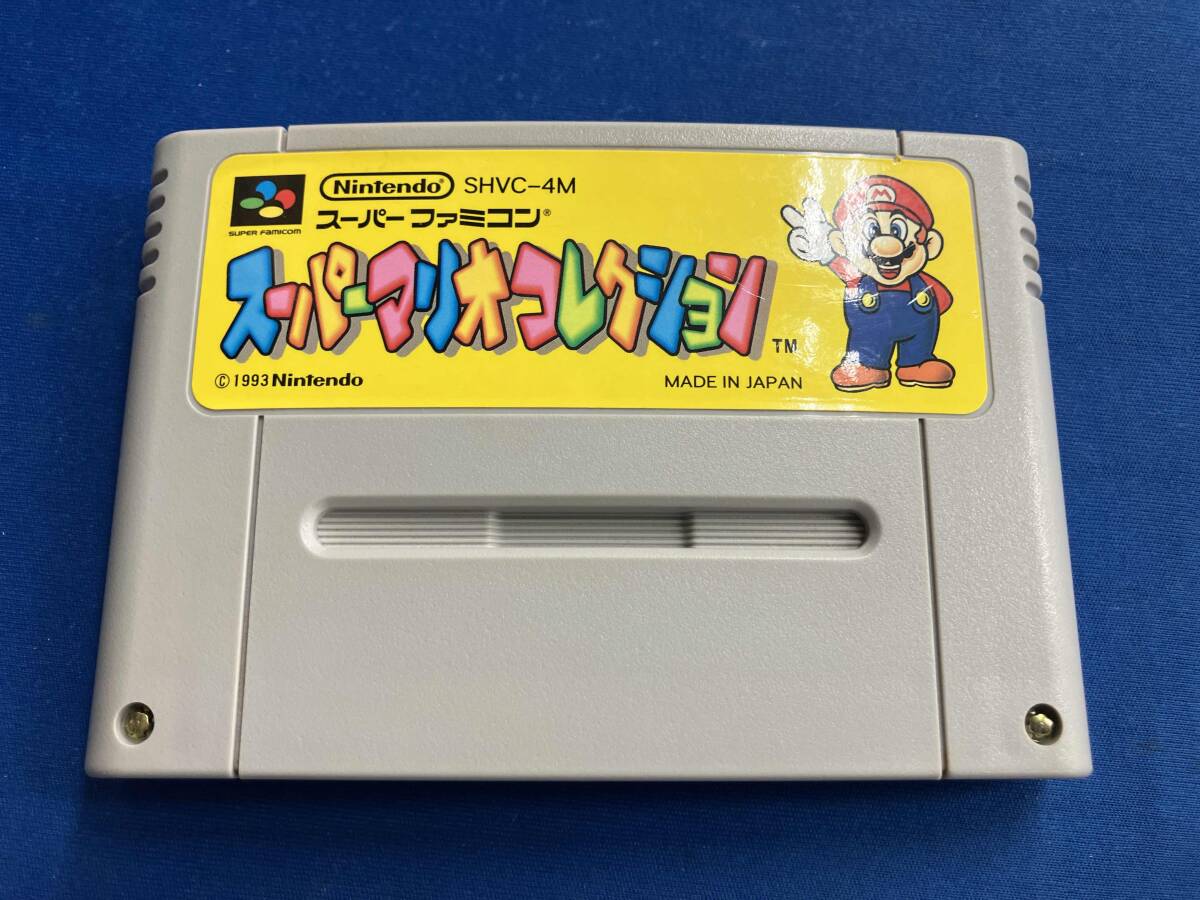 Nintendo® SHVC-4M
SUPER FAMICOM
スーパーファミコン®
スーパーマリオコレクション TM
© 1993 Nintendo
MADE IN JAPAN
M